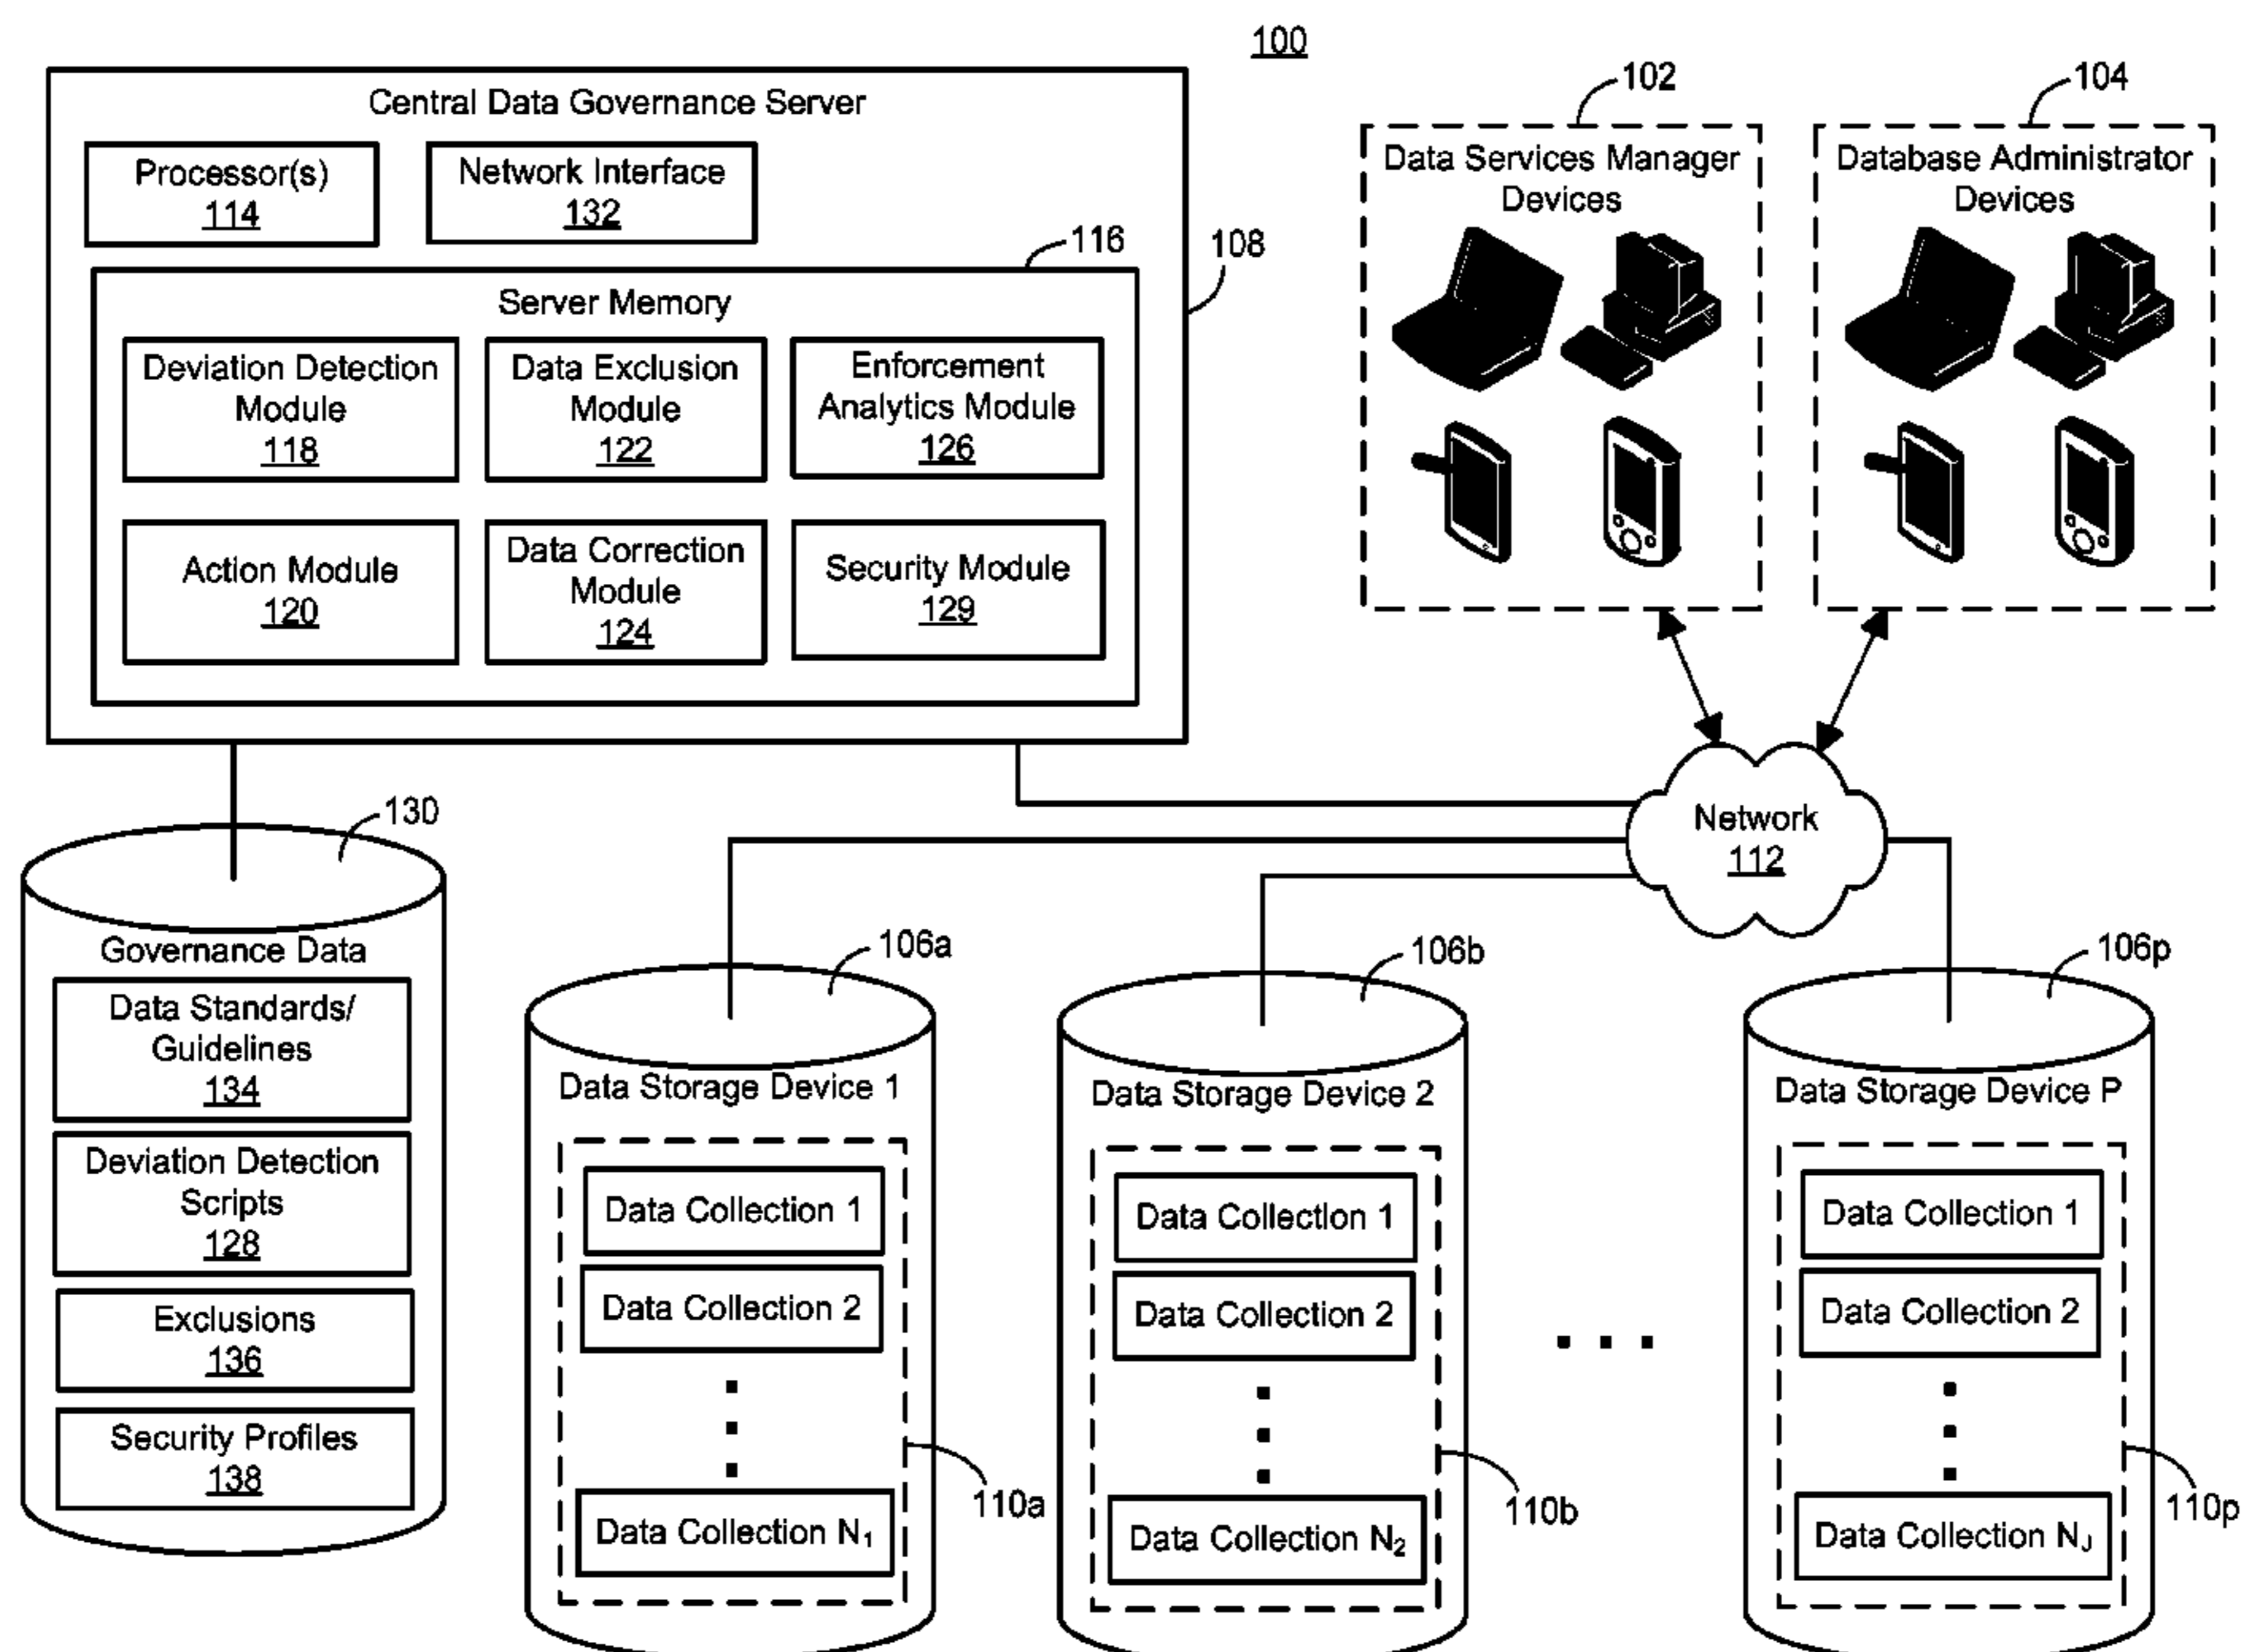 100
Central Data Governance Server
Processor(s)
114
Network Interface
132
116
108
Server Memory
Deviation Detection
Module
118
Data Exclusion
Module
122
Enforcement
Analytics Module
126
Action Module
120
Data Correction
Module
124
Security Module
129
102
Data Services Manager
Devices
104
Database Administrator
Devices
Network
112
130
Governance Data
Data Standards/
Guidelines
134
Deviation Detection
Scripts
128
Exclusions
136
Security Profiles
138
106a
Data Storage Device 1
Data Collection 1
Data Collection 2
Data Collection N₁
110a
106b
Data Storage Device 2
Data Collection 1
Data Collection 2
Data Collection N₂
110b
. . .
106p
Data Storage Device P
Data Collection 1
Data Collection 2
Data Collection NJ
110p